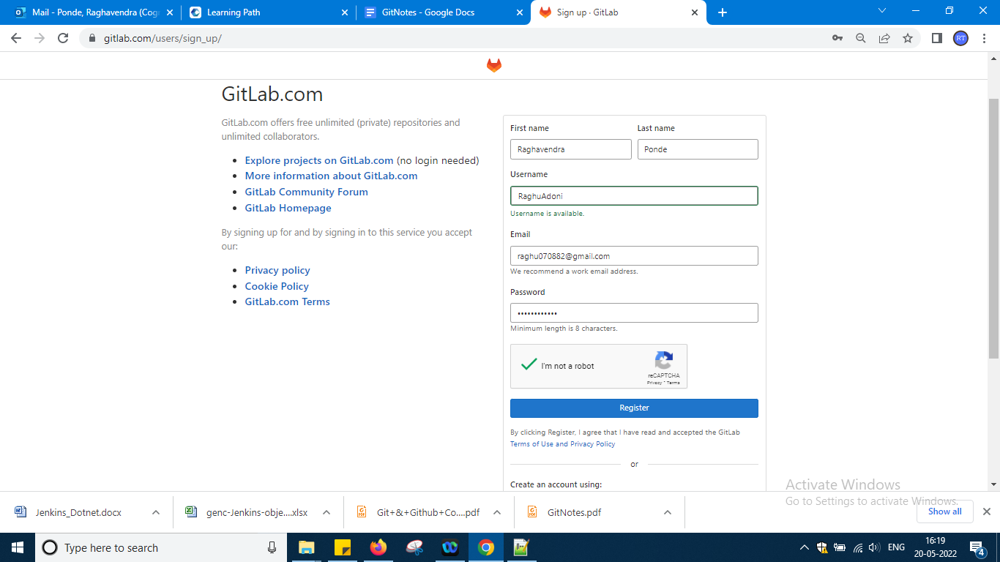 Mail - Ponde, Raghavendra (Cogn
Learning Path
GitNotes - Google Docs
Sign up · GitLab
gitlab.com/users/sign_up/
RT
GitLab.com
GitLab.com offers free unlimited (private) repositories and
unlimited collaborators.
Explore projects on GitLab.com (no login needed)
More information about GitLab.com
GitLab Community Forum
GitLab Homepage
By signing up for and by signing in to this service you accept
our:
Privacy policy
Cookie Policy
GitLab.com Terms
First name
Last name
Raghavendra
Ponde
Username
RaghuAdoni
Username is available.
Email
raghu070882@gmail.com
We recommend a work email address.
Password
••••••••••••
Minimum length is 8 characters.
I'm not a robot
reCAPTCHA
Privacy - Terms
Register
By clicking Register, I agree that I have read and accepted the GitLab
Terms of Use and Privacy Policy
or
Create an account using:
Activate Windows
Go to Settings to activate Windows.
Jenkins_Dotnet.docx
genc-Jenkins-obje....xlsx
Git+&+Github+Co....pdf
GitNotes.pdf
Show all
Type here to search
ENG
16:19
20-05-2022
4